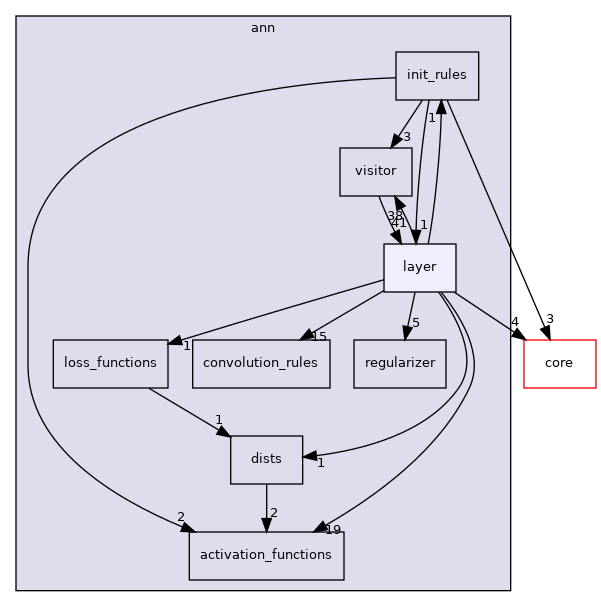 ann
init_rules
1
3
visitor
38
41
1
layer
4
3
5
15
1
loss_functions
convolution_rules
regularizer
core
1
dists
1
2
2
19
activation_functions